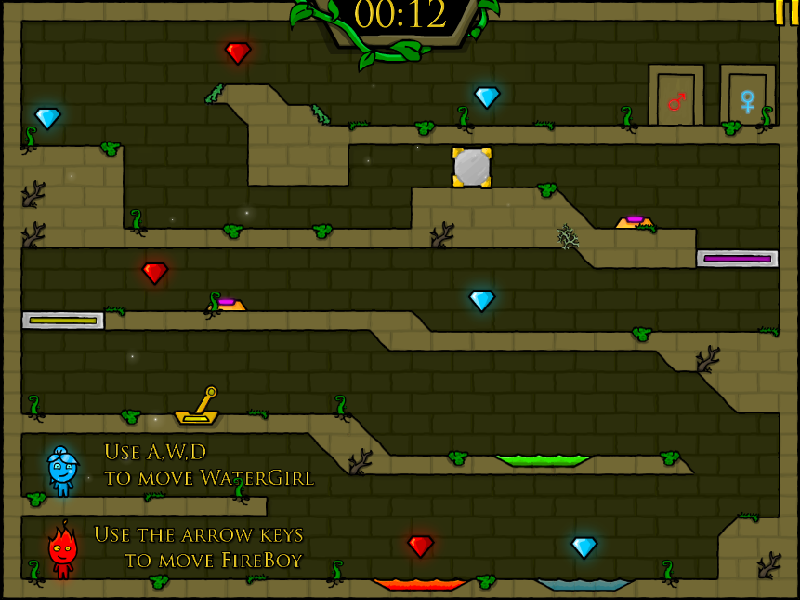 00:12
Use A,W,D
to move WaterGirl
Use the arrow keys
to move FireBoy